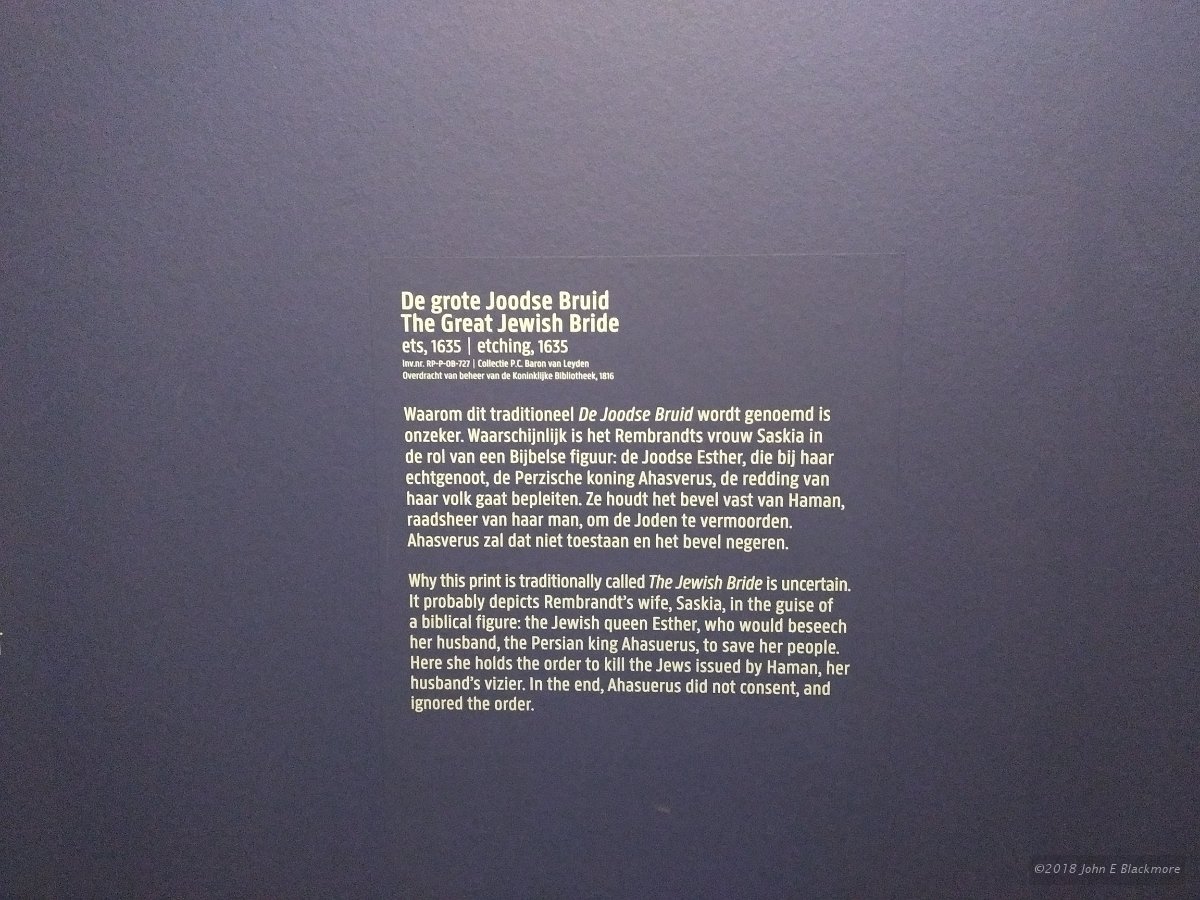 De grote Joodse Bruid
The Great Jewish Bride
ets, 1635 | etching, 1635
Inv.nr. RP-P-OB-727 | Collectie P.C. Baron van Leyden
Overdracht van beheer van de Koninklijke Bibliotheek, 1816
Waarom dit traditioneel De Joodse Bruid wordt genoemd is
onzeker. Waarschijnlijk is het Rembrandts vrouw Saskia in
de rol van een Bijbelse figuur: de Joodse Esther, die bij haar
echtgenoot, de Perzische koning Ahasverus, de redding van
haar volk gaat bepleiten. Ze houdt het bevel vast van Haman,
raadsheer van haar man, om de Joden te vermoorden.
Ahasverus zal dat niet toestaan en het bevel negeren.
Why this print is traditionally called The Jewish Bride is uncertain.
It probably depicts Rembrandt's wife, Saskia, in the guise of
a biblical figure: the Jewish queen Esther, who would beseech
her husband, the Persian king Ahasuerus, to save her people.
Here she holds the order to kill the Jews issued by Haman, her
husband's vizier. In the end, Ahasuerus did not consent, and
ignored the order.
©2018 John E Blackmore